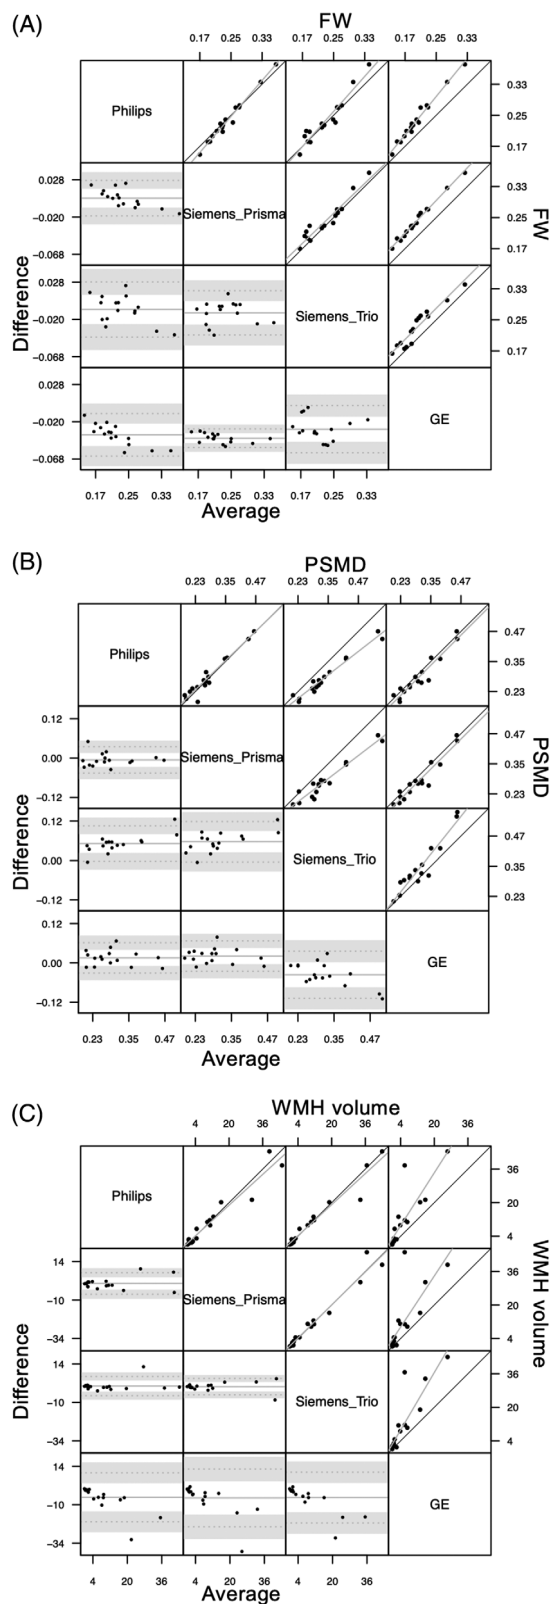 (A)
FW
0.17 0.25 0.33 0.17 0.25 0.33
Philips
0.33
0.25
0.17
0.028
−0.020
−0.068
Siemens_Prisma
0.33
0.25
0.17
FW
Difference
0.028
−0.020
−0.068
Siemens_Trio
0.33
0.25
0.17
0.028
−0.020
−0.068
GE
0.17 0.25 0.33 0.17 0.25 0.33 0.17 0.25 0.33
Average
(B)
PSMD
0.23 0.35 0.47 0.23 0.35 0.47 0.23 0.35 0.47
Philips
0.47
0.35
0.23
0.12
0.00
−0.12
Siemens_Prisma
0.47
0.35
0.23
PSMD
Difference
0.12
0.00
−0.12
Siemens_Trio
0.47
0.35
0.23
0.12
0.00
−0.12
GE
0.23 0.35 0.47 0.23 0.35 0.47 0.23 0.35 0.47
Average
(C)
WMH volume
4 20 36 4 20 36 4 20 36
Philips
36
20
4
14
−10
−34
Siemens_Prisma
36
20
4
WMH volume
Difference
14
−10
−34
Siemens_Trio
36
20
4
14
−10
−34
GE
4 20 36 4 20 36 4 20 36
Average